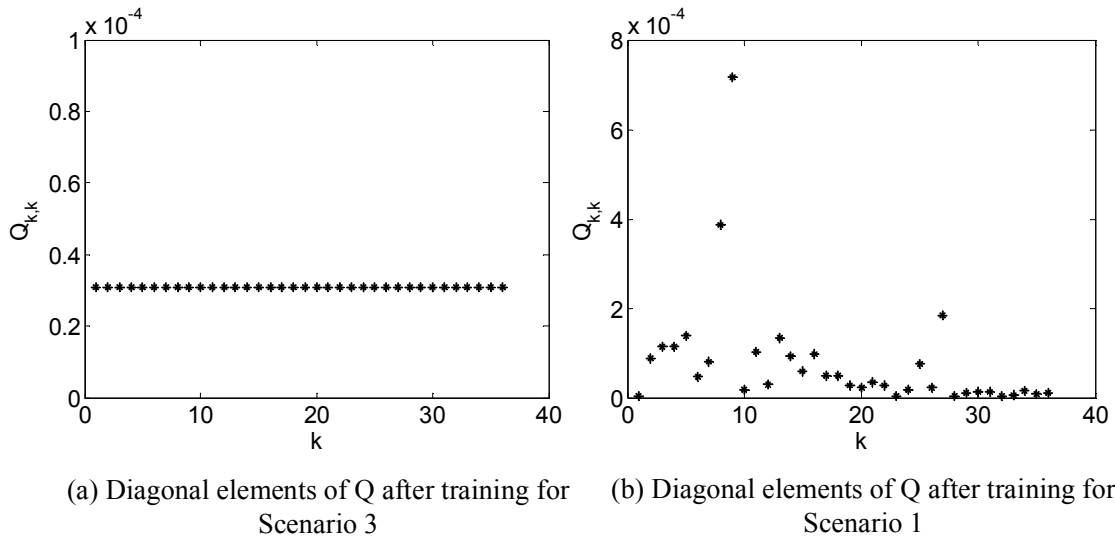 x 10⁻⁴
1
0.8
0.6
0.4
0.2
0
0 10 20 30 40
Q_{k,k}
k
(a) Diagonal elements of Q after training for
Scenario 3
x 10⁻⁴
8
6
4
2
0
0 10 20 30 40
Q_{k,k}
k
(b) Diagonal elements of Q after training for
Scenario 1